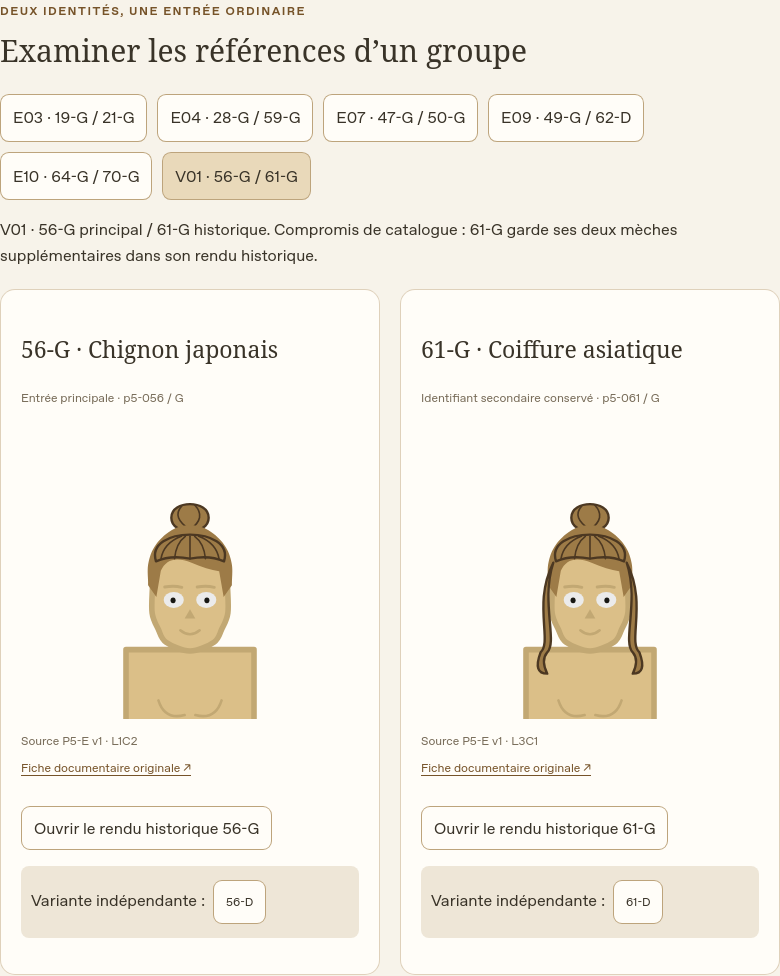 DEUX IDENTITÉS, UNE ENTRÉE ORDINAIRE
Examiner les références d’un groupe
E03 · 19-G / 21-G
E04 · 28-G / 59-G
E07 · 47-G / 50-G
E09 · 49-G / 62-D
E10 · 64-G / 70-G
V01 · 56-G / 61-G
V01 · 56-G principal / 61-G historique. Compromis de catalogue : 61-G garde ses deux mèches
supplémentaires dans son rendu historique.
56-G · Chignon japonais
Entrée principale · p5-056 / G
Source P5-E v1 · L1C2
Fiche documentaire originale ↗
Ouvrir le rendu historique 56-G
Variante indépendante :
56-D
61-G · Coiffure asiatique
Identifiant secondaire conservé · p5-061 / G
Source P5-E v1 · L3C1
Fiche documentaire originale ↗
Ouvrir le rendu historique 61-G
Variante indépendante :
61-D